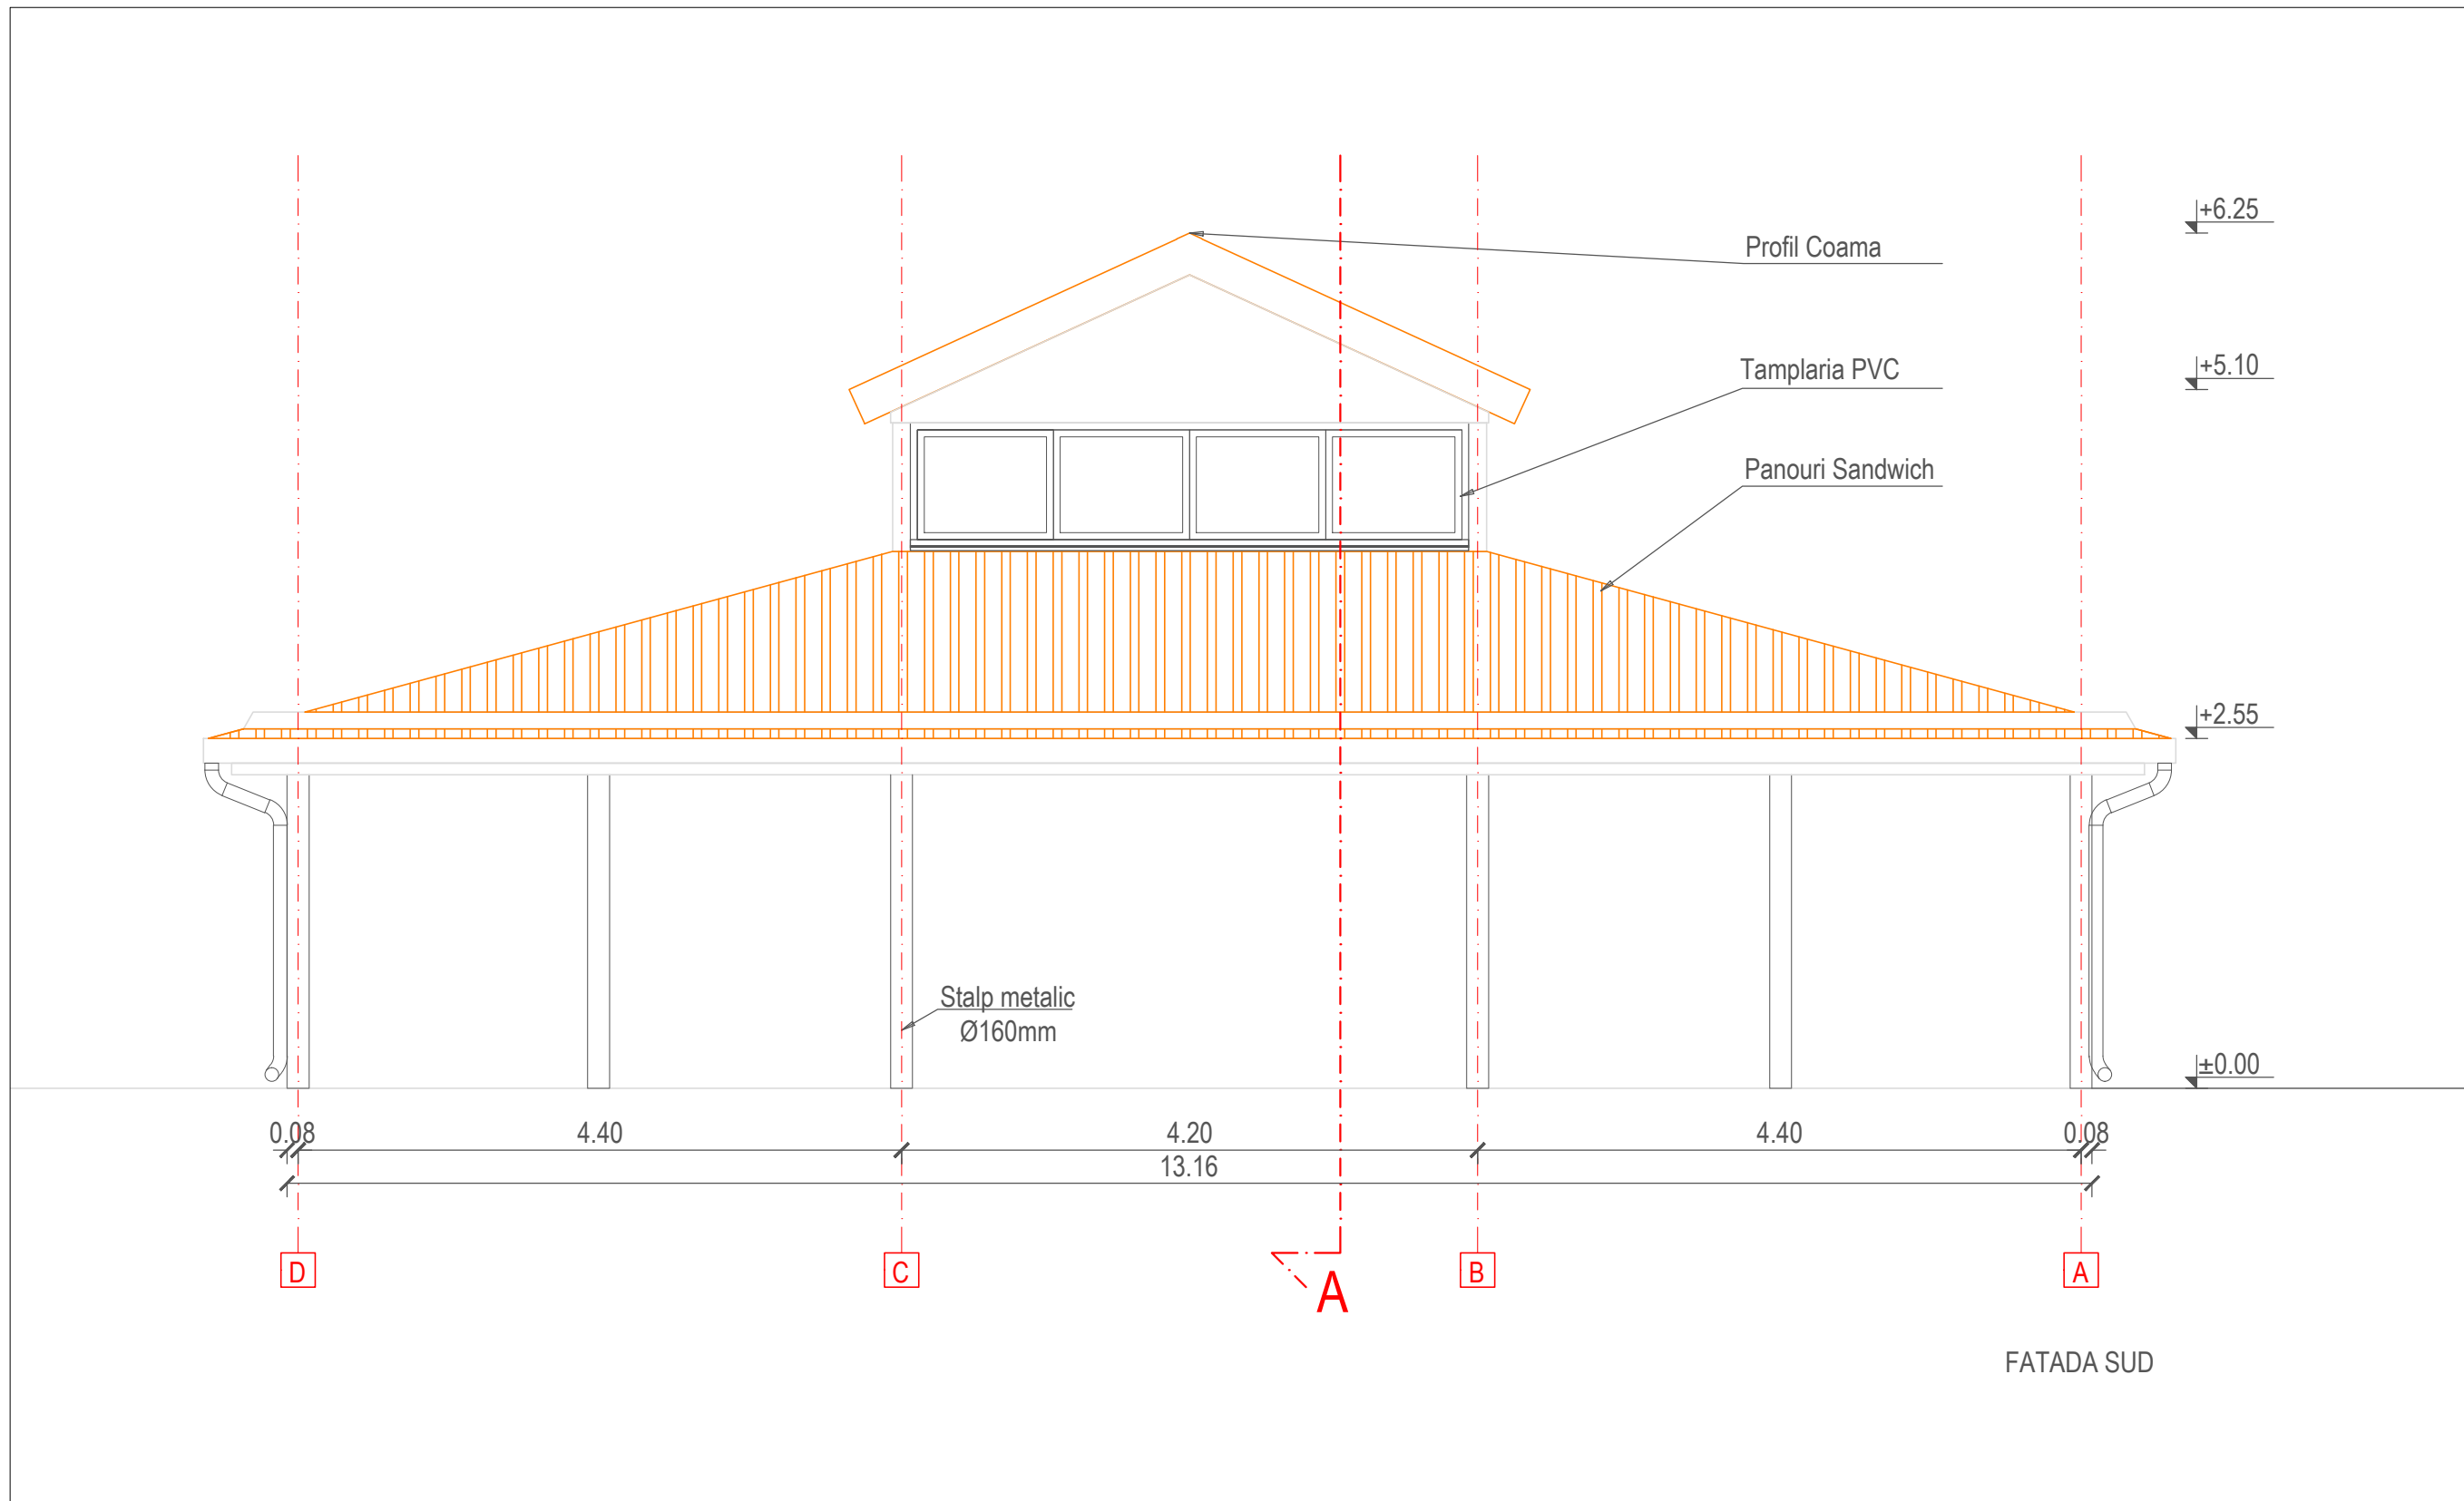 +6.25
Profil Coama
+5.10
Tamplaria PVC
Panouri Sandwich
+2.55
Stalp metalic
Ø160mm
±0.00
0.08
4.40
4.20
4.40
0.08
13.16
D
C
A
B
A
FATADA SUD